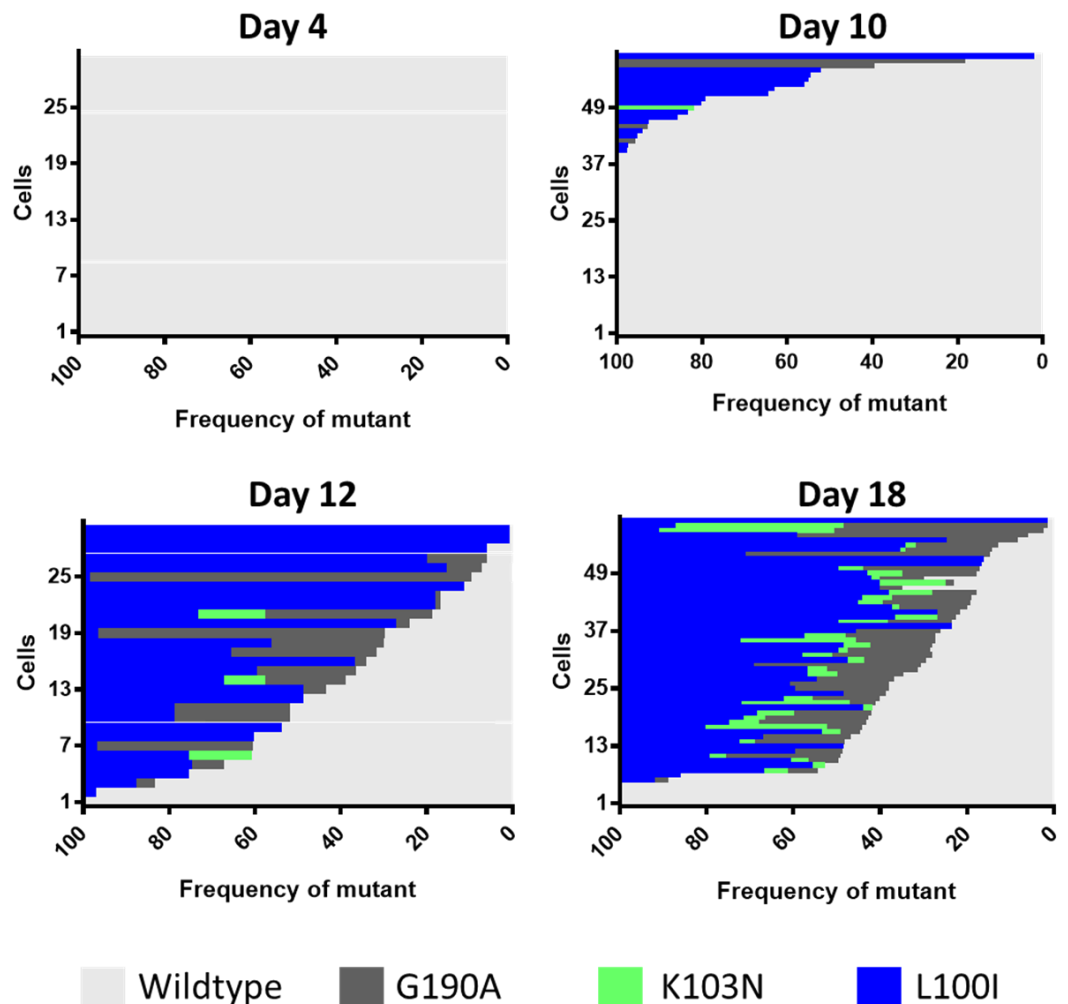 Day 4
Day 10
Cells
25
19
13
7
1
100 80 60 40 20 0
Frequency of mutant
Cells
49
37
25
13
1
100 80 60 40 20 0
Frequency of mutant
Day 12
Day 18
Cells
25
19
13
7
1
100 80 60 40 20 0
Frequency of mutant
Cells
49
37
25
13
1
100 80 60 40 20 0
Frequency of mutant
Wildtype G190A K103N L100I